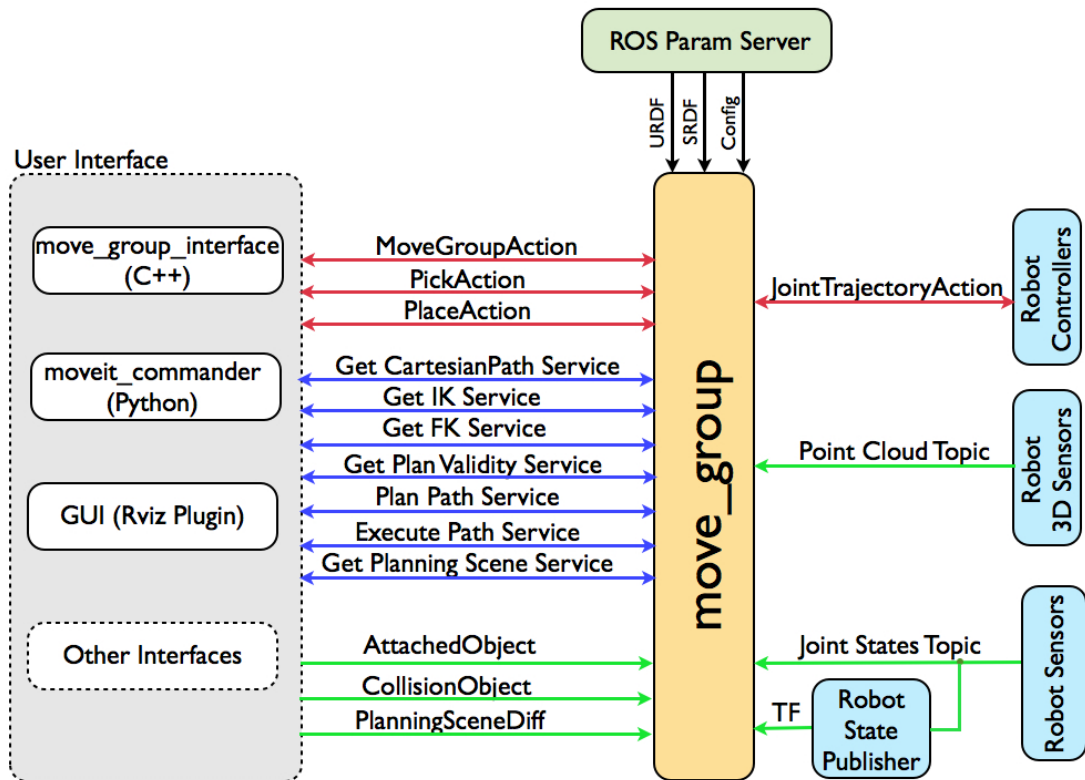 ROS Param Server
URDF
SRDF
Config
User Interface
move_group_interface
(C++)
moveit_commander
(Python)
GUI (Rviz Plugin)
Other Interfaces
MoveGroupAction
PickAction
PlaceAction
Get CartesianPath Service
Get IK Service
Get FK Service
Get Plan Validity Service
Plan Path Service
Execute Path Service
Get Planning Scene Service
AttachedObject
CollisionObject
PlanningSceneDiff
move_group
JointTrajectoryAction
Point Cloud Topic
Joint States Topic
TF
Robot
Controllers
Robot
3D Sensors
Robot Sensors
Robot
State
Publisher